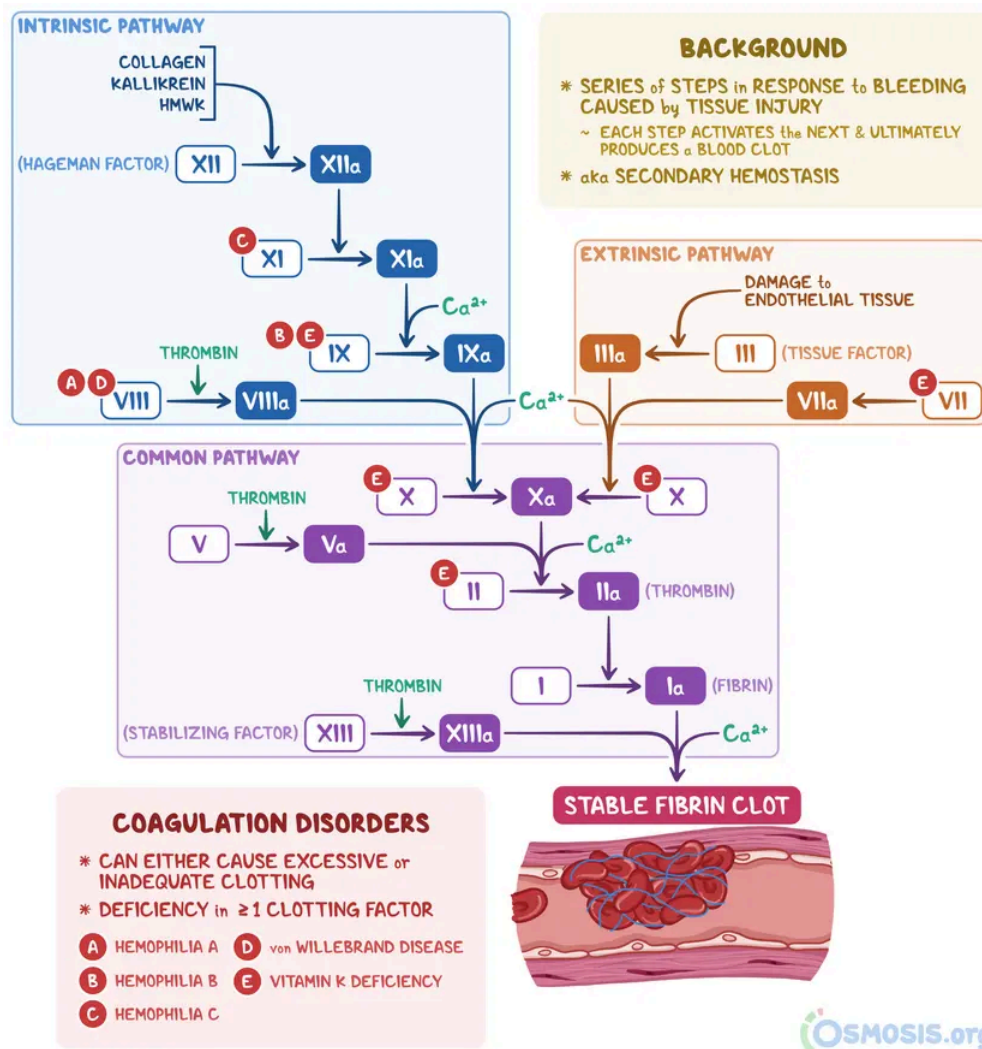 INTRINSIC PATHWAY
COLLAGEN
KALLIKREIN
HMWK
(HAGEMAN FACTOR) XII XIIa
C XI XIa
Ca²⁺
B E IX IXa
THROMBIN
A D VIII VIIIa
Ca²⁺
BACKGROUND
* SERIES of STEPS in RESPONSE to BLEEDING
CAUSED by TISSUE INJURY
~ EACH STEP ACTIVATES the NEXT & ULTIMATELY
PRODUCES a BLOOD CLOT
* aka SECONDARY HEMOSTASIS
EXTRINSIC PATHWAY
DAMAGE to
ENDOTHELIAL TISSUE
IIIa III (TISSUE FACTOR)
VIIa E VII
COMMON PATHWAY
E X Xa E X
THROMBIN
V Va Ca²⁺
E II IIa (THROMBIN)
I Ia (FIBRIN)
THROMBIN
(STABILIZING FACTOR) XIII XIIIa Ca²⁺
STABLE FIBRIN CLOT
COAGULATION DISORDERS
* CAN EITHER CAUSE EXCESSIVE or
INADEQUATE CLOTTING
* DEFICIENCY in ≥ 1 CLOTTING FACTOR
A HEMOPHILIA A D von WILLEBRAND DISEASE
B HEMOPHILIA B E VITAMIN K DEFICIENCY
C HEMOPHILIA C
OSMOSIS.org